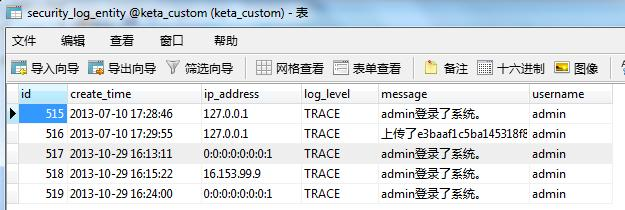 security_log_entity @keta_custom (keta_custom) - 表
文件 编辑 查看 窗口 帮助
导入向导 导出向导 筛选向导 网格查看 表单查看 备注 十六进制 图像
id create_time ip_address log_level message username
515 2013-07-10 17:28:46 127.0.0.1 TRACE admin登录了系统。 admin
516 2013-07-10 17:29:55 127.0.0.1 TRACE 上传了e3baaf1c5ba145318f8 admin
517 2013-10-29 16:13:11 0:0:0:0:0:0:0:1 TRACE admin登录了系统。 admin
518 2013-10-29 16:15:22 16.153.99.9 TRACE admin登录了系统。 admin
519 2013-10-29 16:24:00 0:0:0:0:0:0:0:1 TRACE admin登录了系统。 admin